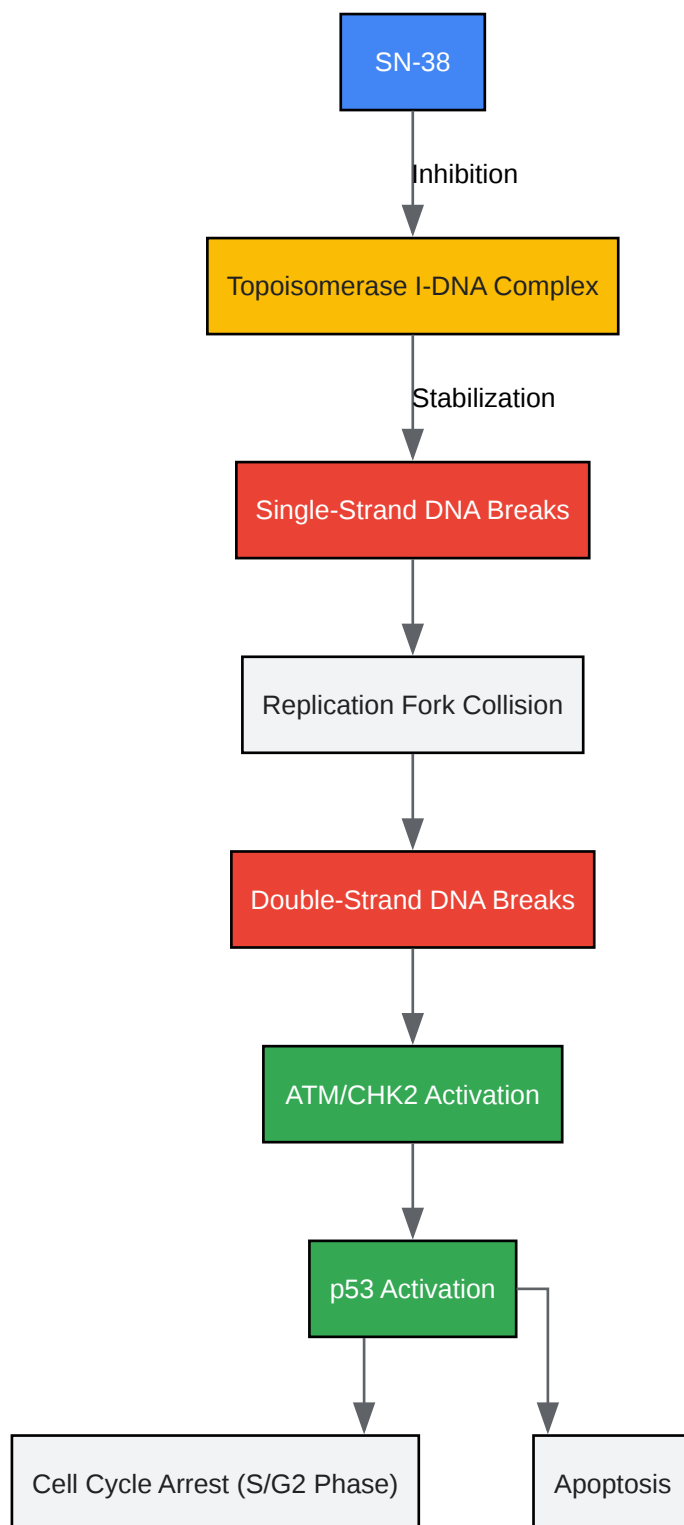 SN-38
Inhibition
Topoisomerase I-DNA Complex
Stabilization
Single-Strand DNA Breaks
Replication Fork Collision
Double-Strand DNA Breaks
ATM/CHK2 Activation
p53 Activation
Cell Cycle Arrest (S/G2 Phase)
Apoptosis